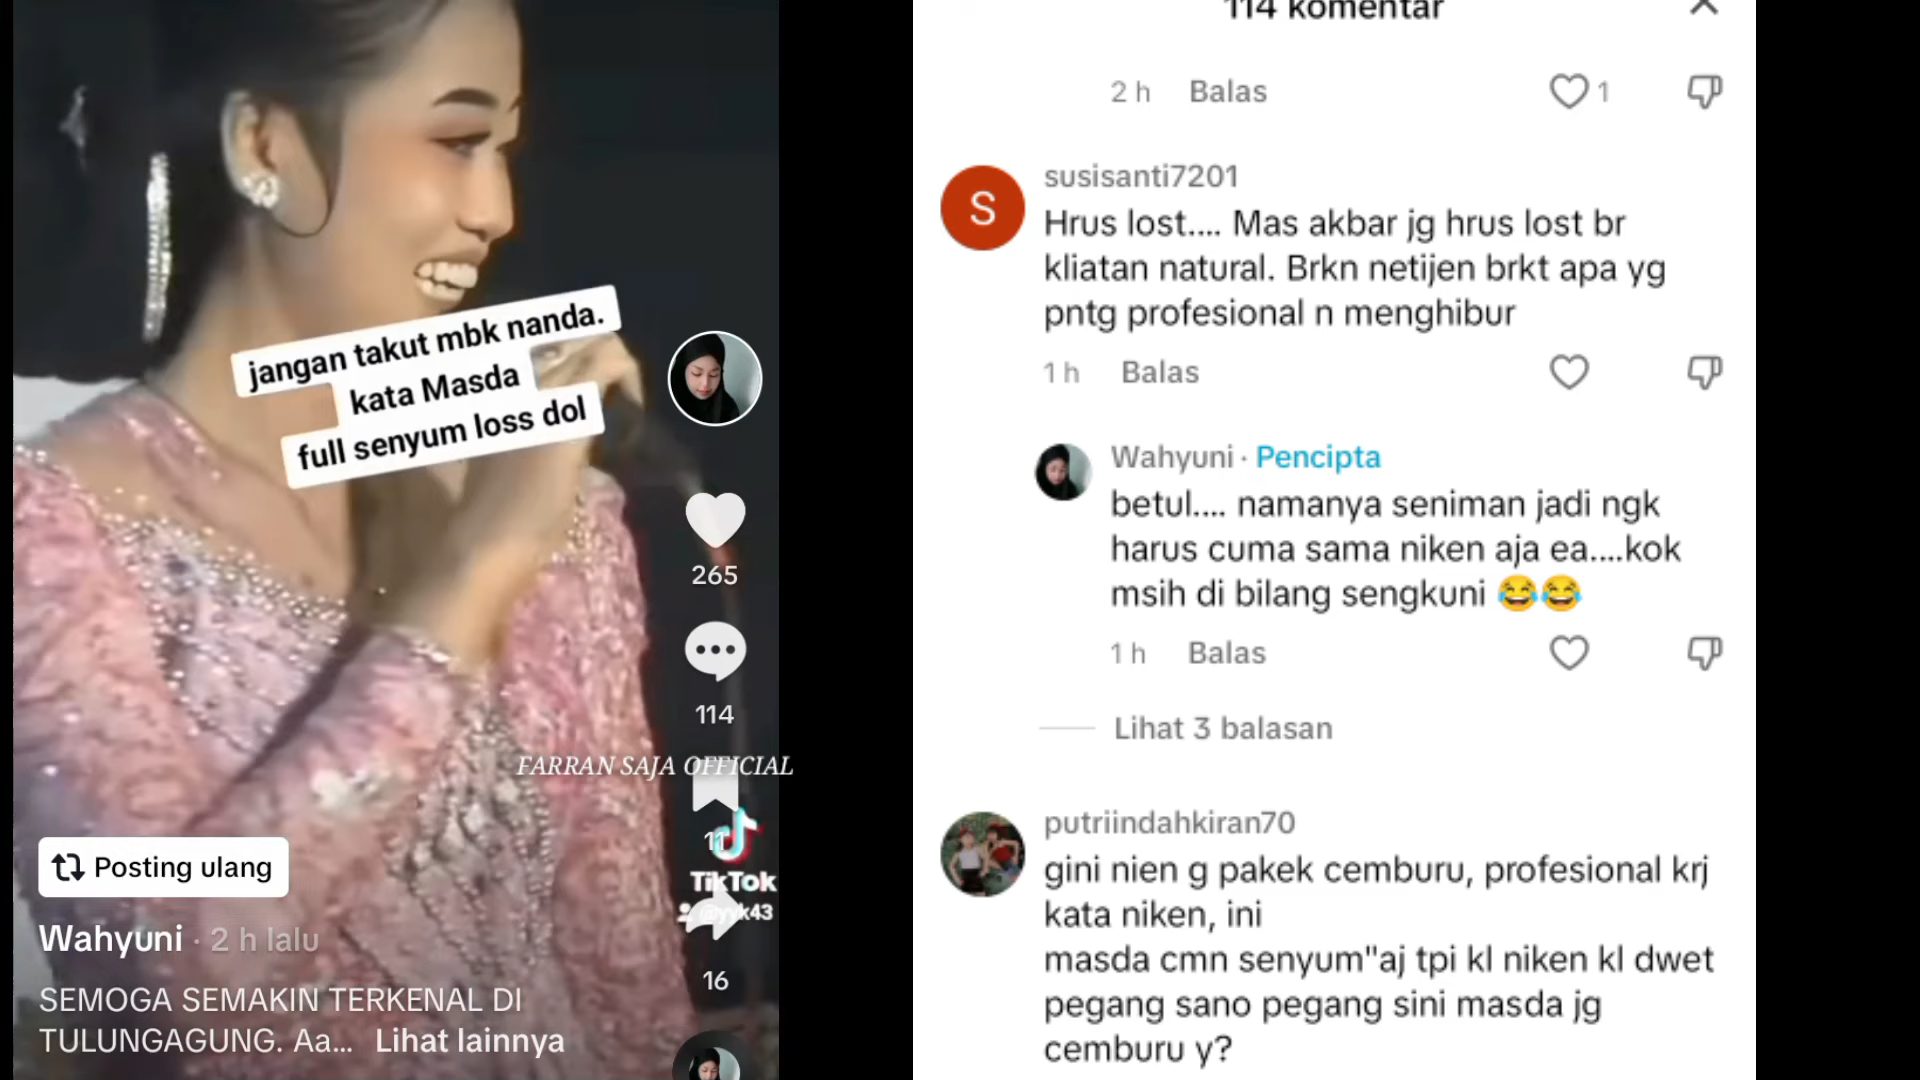 jangan takut mbk nanda.
kata Masda
full senyum loss dol
265
114
FARRAN SAJA OFFICIAL
11
TikTok
@yyk43
16
Posting ulang
Wahyuni · 2 h lalu
SEMOGA SEMAKIN TERKENAL DI
TULUNGAGUNG. Aa... Lihat lainnya
114 komentar
2 h Balas 1
S
susisanti7201
Hrus lost.... Mas akbar jg hrus lost br
kliatan natural. Brkn netijen brkt apa yg
pntg profesional n menghibur
1 h Balas
Wahyuni · Pencipta
betul.... namanya seniman jadi ngk
harus cuma sama niken aja ea....kok
msih di bilang sengkuni 😂😂
1 h Balas
Lihat 3 balasan
putriindahkiran70
gini nien g pakek cemburu, profesional krj
kata niken, ini
masda cmn senyum"aj tpi kl niken kl dwet
pegang sano pegang sini masda jg
cemburu y?